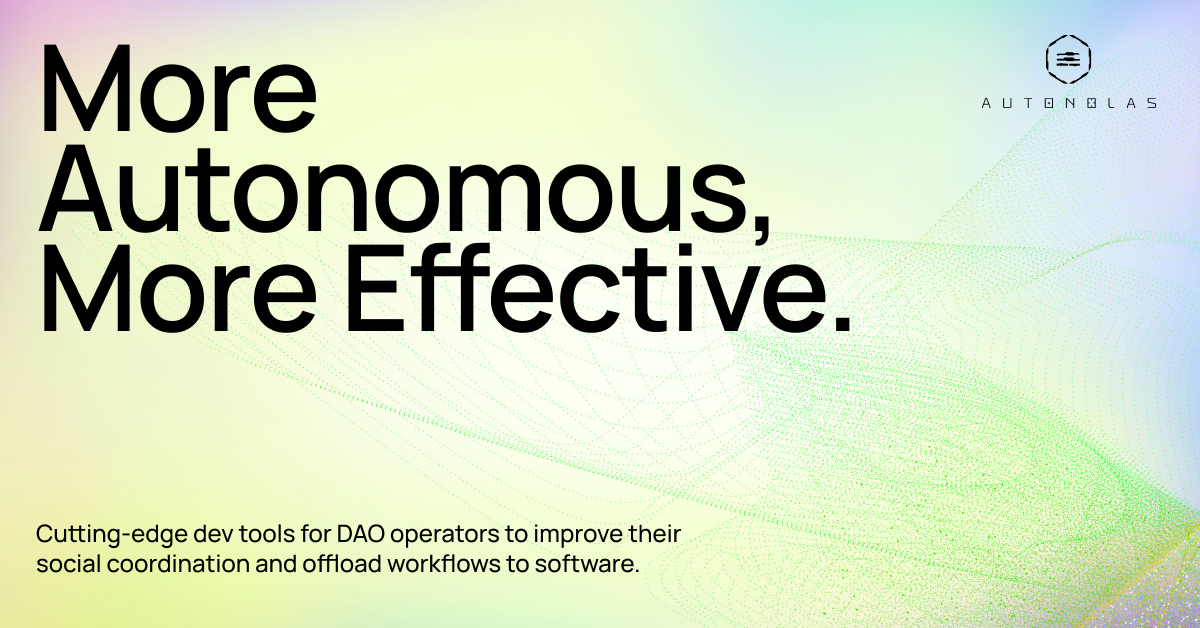 More
Autonomous,
More Effective.
AUTONOLAS
Cutting-edge dev tools for DAO operators to improve their
social coordination and offload workflows to software.